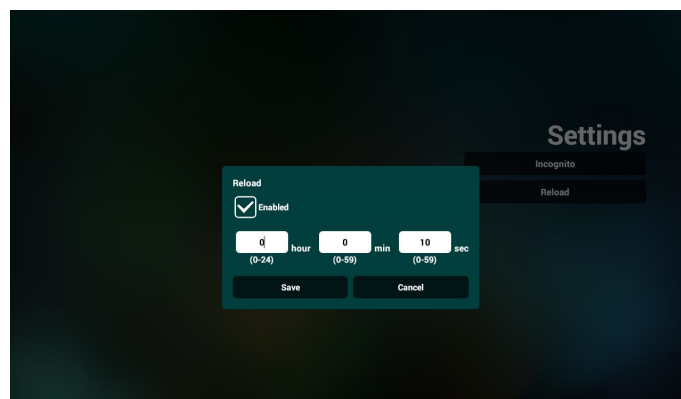 Settings
Incognito
Reload
Reload
Enabled
0 hour 0 min 10 sec
(0-24) (0-59) (0-59)
Save Cancel